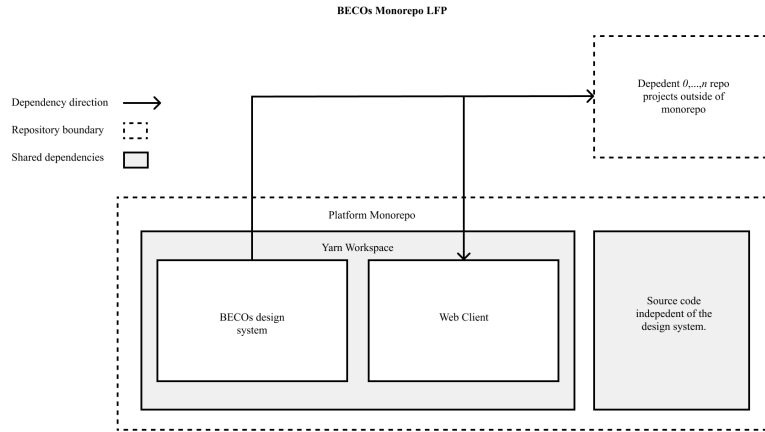 BECOs Monorepo LFP
Dependency direction
Repository boundary
Shared dependencies
Depedent 0,...,n repo
projects outside of
monorepo
Platform Monorepo
Yarn Workspace
BECOs design
system
Web Client
Source code
indepedent of the
design system.